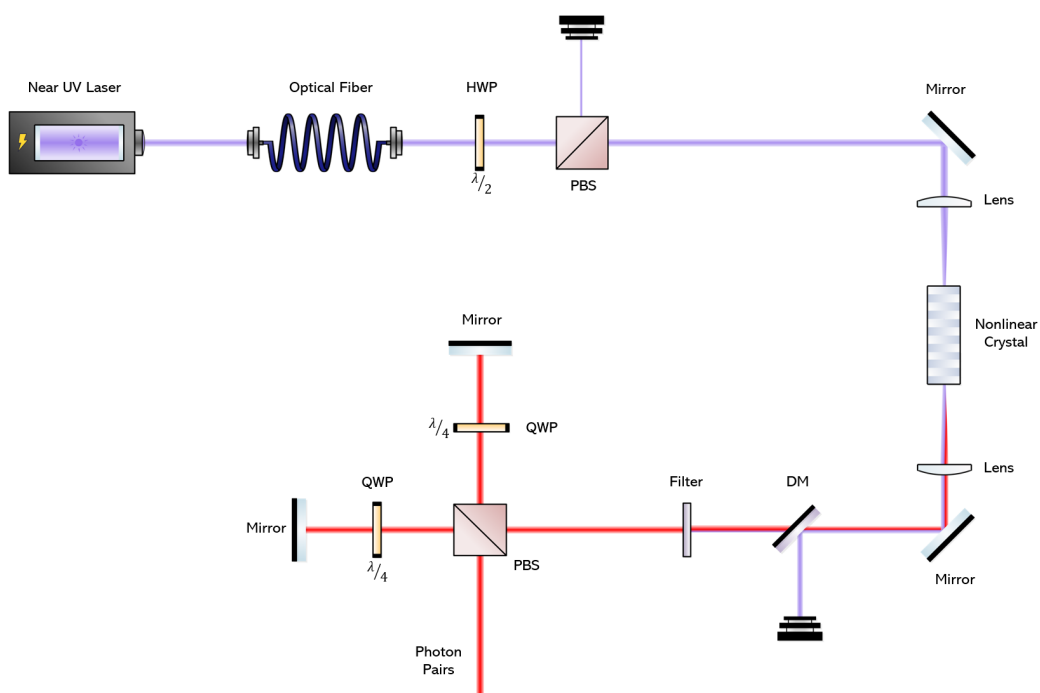 Near UV Laser
Optical Fiber
HWP
λ/2
PBS
Mirror
Lens
Nonlinear
Crystal
Mirror
λ/4
QWP
QWP
Filter
DM
Lens
Mirror
λ/4
PBS
Mirror
Photon
Pairs